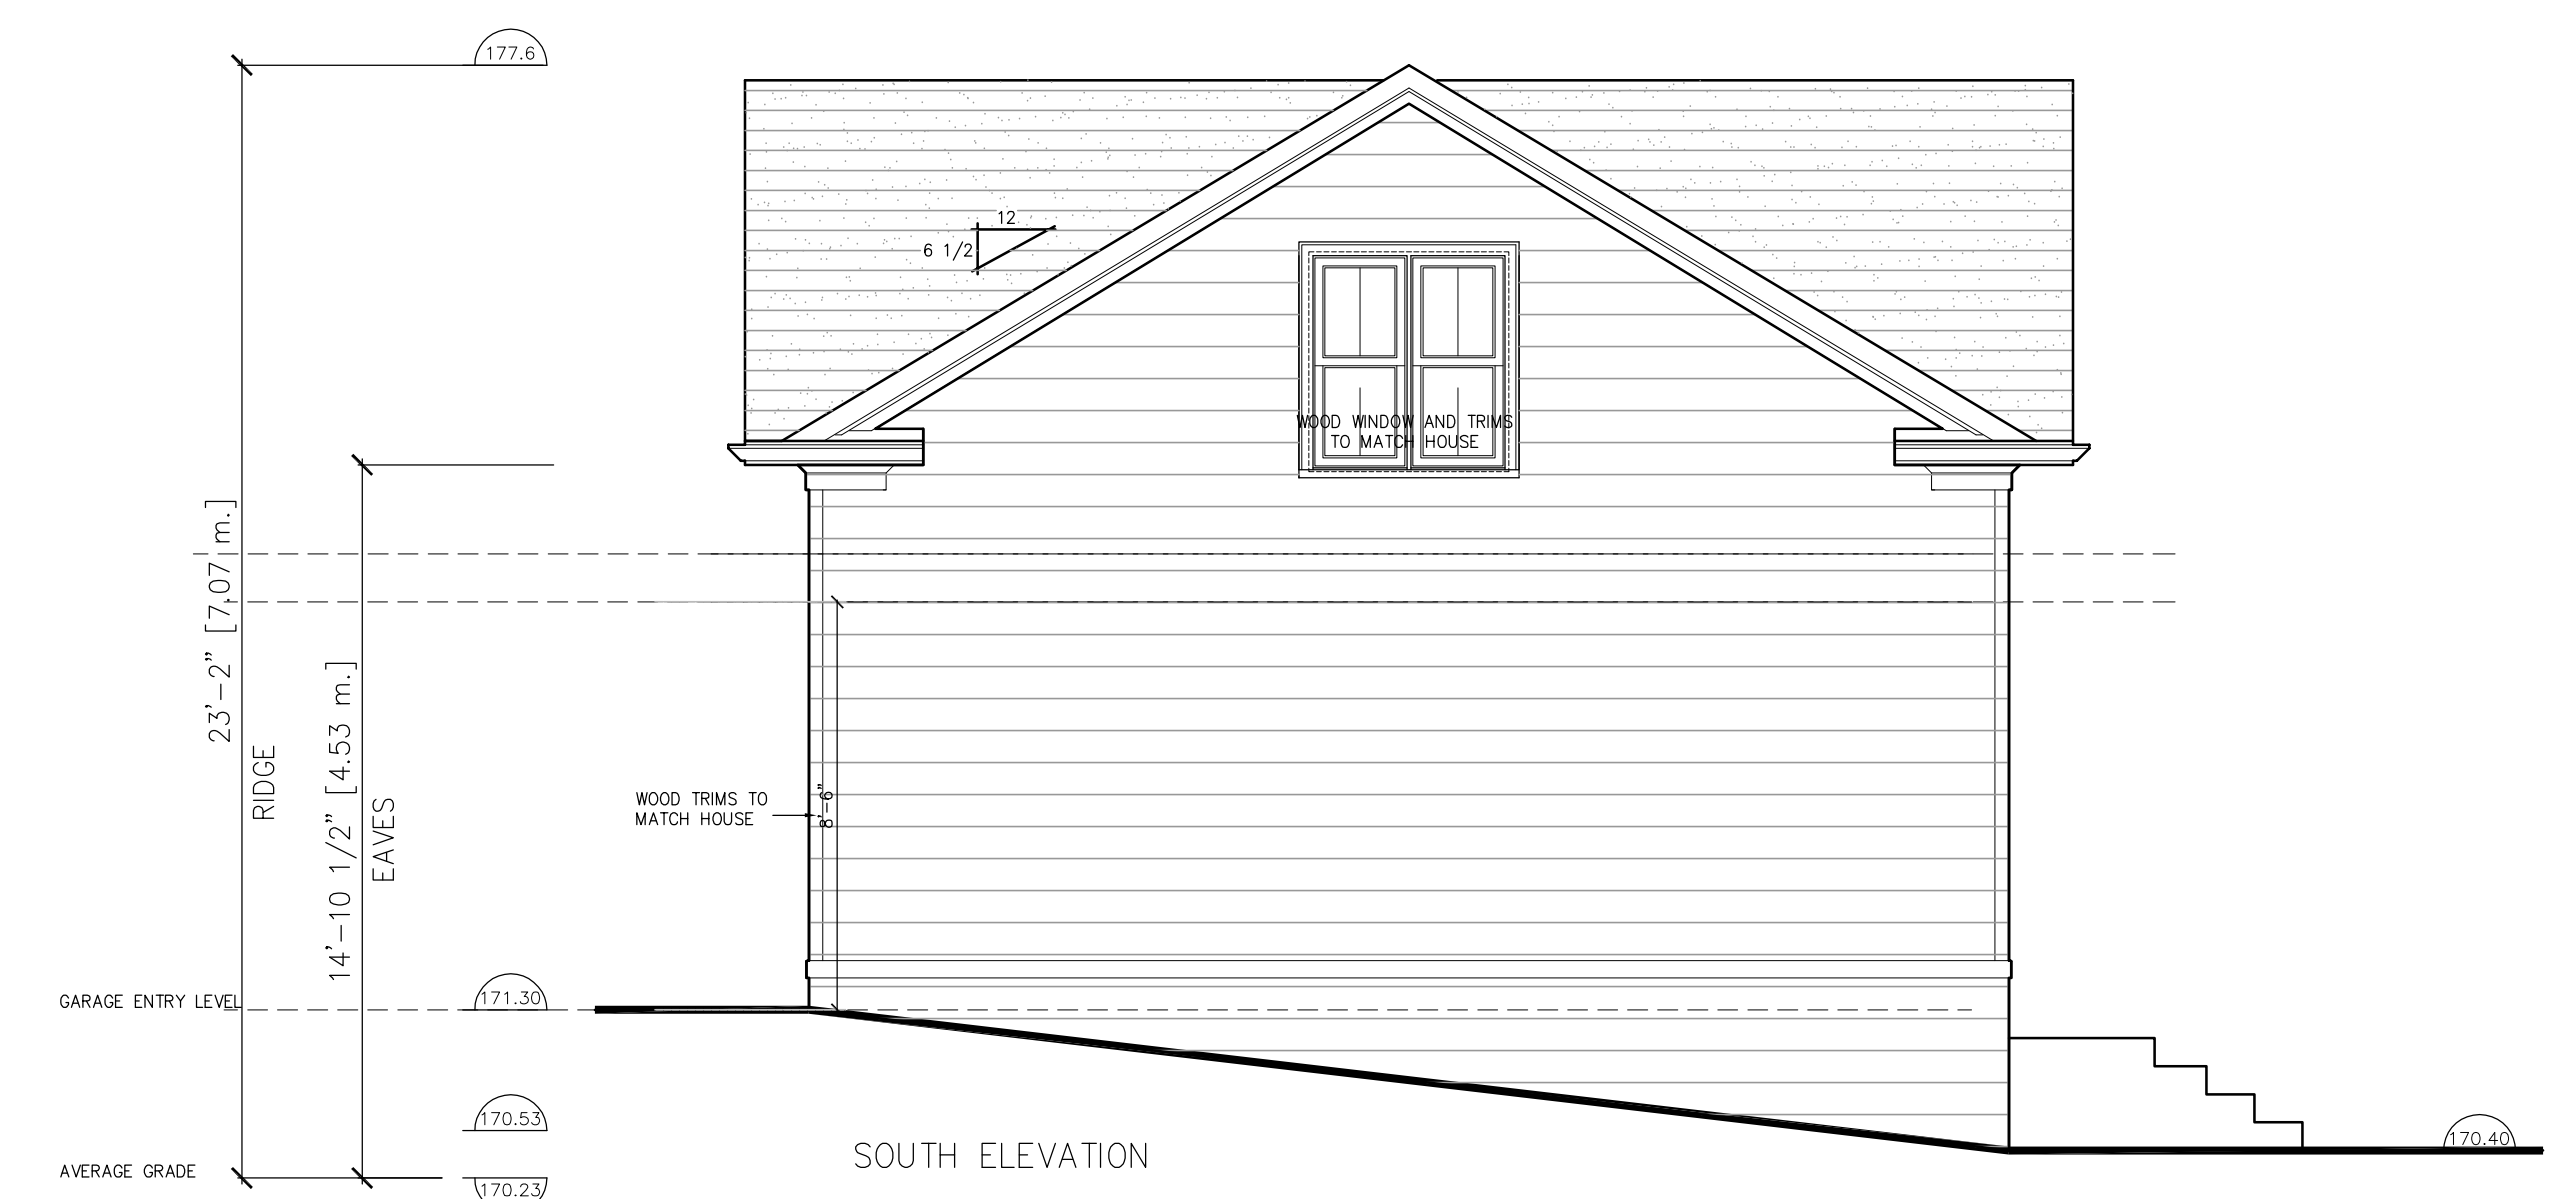 177.6
12
6 1/2
WOOD WINDOW AND TRIMS
TO MATCH HOUSE
23'-2" [7.07 m.]
RIDGE
14'-10 1/2" [4.53 m.]
EAVES
WOOD TRIMS TO
MATCH HOUSE
8'-6"
GARAGE ENTRY LEVEL
171.30
170.53
170.40
SOUTH ELEVATION
AVERAGE GRADE
170.23